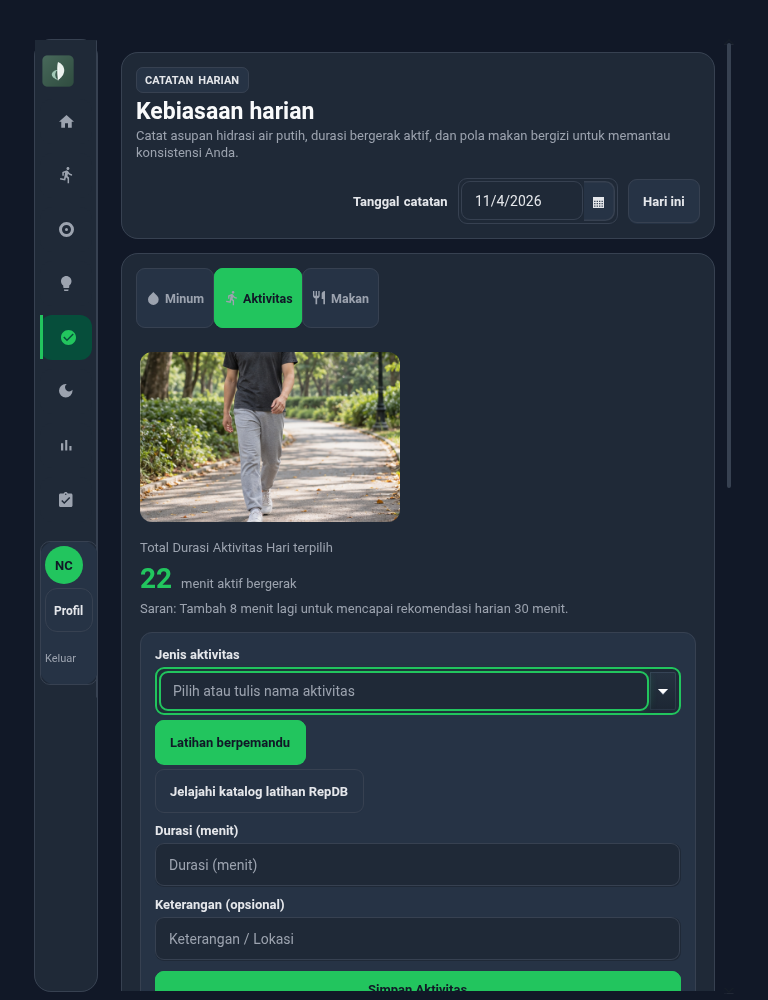 CATATAN HARIAN
Kebiasaan harian
Catat asupan hidrasi air putih, durasi bergerak aktif, dan pola makan bergizi untuk memantau
konsistensi Anda.
Tanggal catatan
11/4/2026
Hari ini
Minum
Aktivitas
Makan
Total Durasi Aktivitas Hari terpilih
22 menit aktif bergerak
Saran: Tambah 8 menit lagi untuk mencapai rekomendasi harian 30 menit.
NC
Profil
Keluar
Jenis aktivitas
Pilih atau tulis nama aktivitas
Latihan berpemandu
Jelajahi katalog latihan RepDB
Durasi (menit)
Durasi (menit)
Keterangan (opsional)
Keterangan / Lokasi
Simpan Aktivitas